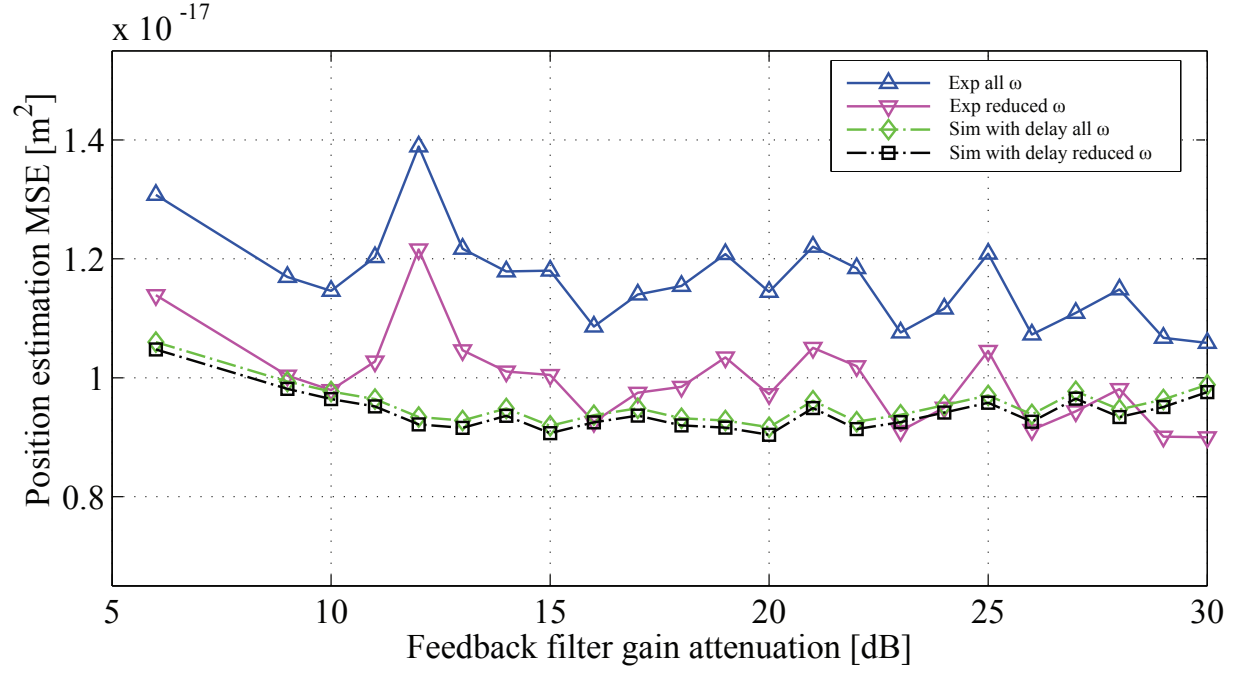 x 10 -17
1.4
1.2
1
0.8
5 10 15 20 25 30
Position estimation MSE [m2]
Feedback filter gain attenuation [dB]
Exp all ω
Exp reduced ω
Sim with delay all ω
Sim with delay reduced ω